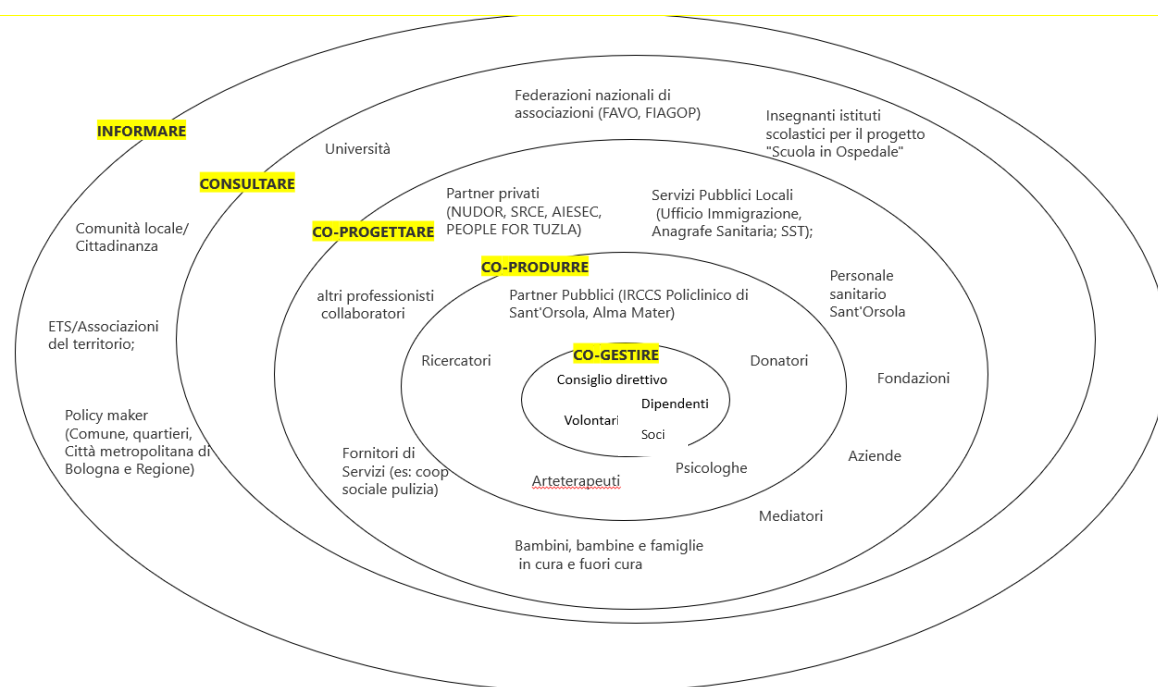 Federazioni nazionali di
associazioni (FAVO, FIAGOP)
Insegnanti istituti
scolastici per il progetto
"Scuola in Ospedale"
INFORMARE
Università
CONSULTARE
Partner privati
(NUDOR, SRCE, AIESEC,
PEOPLE FOR TUZLA)
Servizi Pubblici Locali
(Ufficio Immigrazione,
Anagrafe Sanitaria; SST);
Comunità locale/
Cittadinanza
CO-PROGETTARE
CO-PRODURRE
Personale
sanitario
Sant'Orsola
altri professionisti
collaboratori
Partner Pubblici (IRCCS Policlinico di
Sant'Orsola, Alma Mater)
ETS/Associazioni
del territorio;
CO-GESTIRE
Ricercatori
Donatori
Consiglio direttivo
Fondazioni
Dipendenti
Volontari
Soci
Policy maker
(Comune, quartieri,
Città metropolitana di
Bologna e Regione)
Fornitori di
Servizi (es: coop
sociale pulizia)
Aziende
Psicologhe
Arteterapeuti
Mediatori
Bambini, bambine e famiglie
in cura e fuori cura